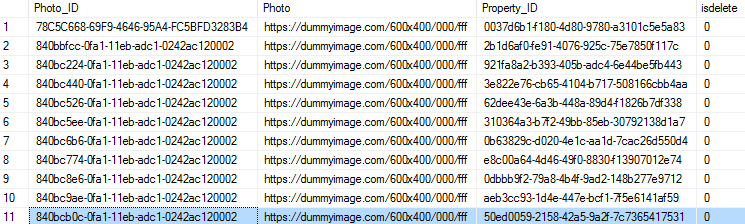 Photo_ID Photo Property_ID isdelete
1 78C5C668-69F9-4646-95A4-FC5BFD3283B4 https://dummyimage.com/600x400/000/fff 0037d6b1-f180-4d80-9780-a3101c5e5a83 0
2 840bbfcc-0fa1-11eb-adc1-0242ac120002 https://dummyimage.com/600x400/000/fff 2b1d6af0-fe91-4076-925c-75e7850f117c 0
3 840bc224-0fa1-11eb-adc1-0242ac120002 https://dummyimage.com/600x400/000/fff 921fa8a2-b393-405b-adc4-6e44be5fb443 0
4 840bc440-0fa1-11eb-adc1-0242ac120002 https://dummyimage.com/600x400/000/fff 3e822e76-cb65-4104-b717-508166cbb4aa 0
5 840bc526-0fa1-11eb-adc1-0242ac120002 https://dummyimage.com/600x400/000/fff 62dee43e-6a3b-448a-89d4-f1826b7df338 0
6 840bc5ee-0fa1-11eb-adc1-0242ac120002 https://dummyimage.com/600x400/000/fff 310364a3-b7f2-49bb-85eb-30792138d1a7 0
7 840bc6b6-0fa1-11eb-adc1-0242ac120002 https://dummyimage.com/600x400/000/fff 0b63829c-d020-4e1c-aa1d-7cac26d550d4 0
8 840bc774-0fa1-11eb-adc1-0242ac120002 https://dummyimage.com/600x400/000/fff e8c00a64-4d46-49f0-8830-f13907012e74 0
9 840bc8e6-0fa1-11eb-adc1-0242ac120002 https://dummyimage.com/600x400/000/fff 0dbbb9f2-79a8-4b4f-9ad2-148b277e9712 0
10 840bc9ae-0fa1-11eb-adc1-0242ac120002 https://dummyimage.com/600x400/000/fff aeb3cc93-1d4e-447e-bcf1-7f5e6141af59 0
11 840bcb0c-0fa1-11eb-adc1-0242ac120002 https://dummyimage.com/600x400/000/fff 50ed0059-2158-42a5-9a2f-7c7365417531 0